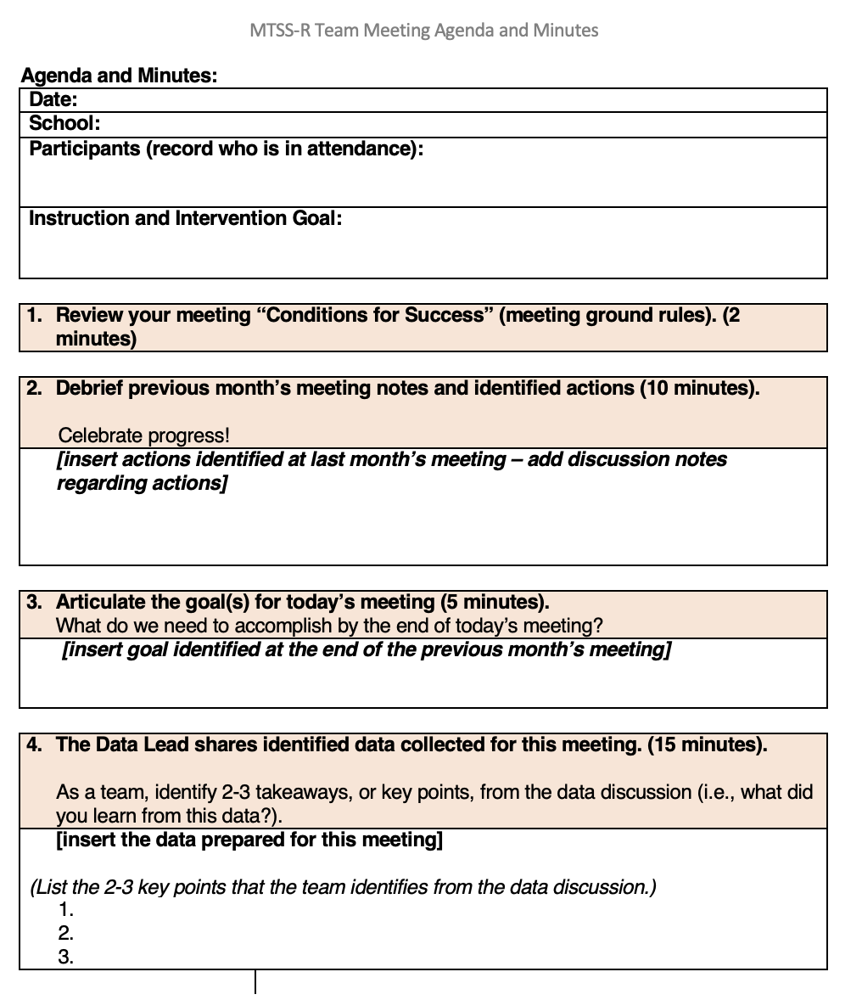 MTSS-R Team Meeting Agenda and Minutes
Agenda and Minutes:
Date:
School:
Participants (record who is in attendance):
Instruction and Intervention Goal:
1. Review your meeting “Conditions for Success” (meeting ground rules). (2
minutes)
2. Debrief previous month’s meeting notes and identified actions (10 minutes).
Celebrate progress!
[insert actions identified at last month’s meeting – add discussion notes
regarding actions]
3. Articulate the goal(s) for today’s meeting (5 minutes).
What do we need to accomplish by the end of today’s meeting?
[insert goal identified at the end of the previous month’s meeting]
4. The Data Lead shares identified data collected for this meeting. (15 minutes).
As a team, identify 2-3 takeaways, or key points, from the data discussion (i.e., what did
you learn from this data?).
[insert the data prepared for this meeting]
(List the 2-3 key points that the team identifies from the data discussion.)
1.
2.
3.